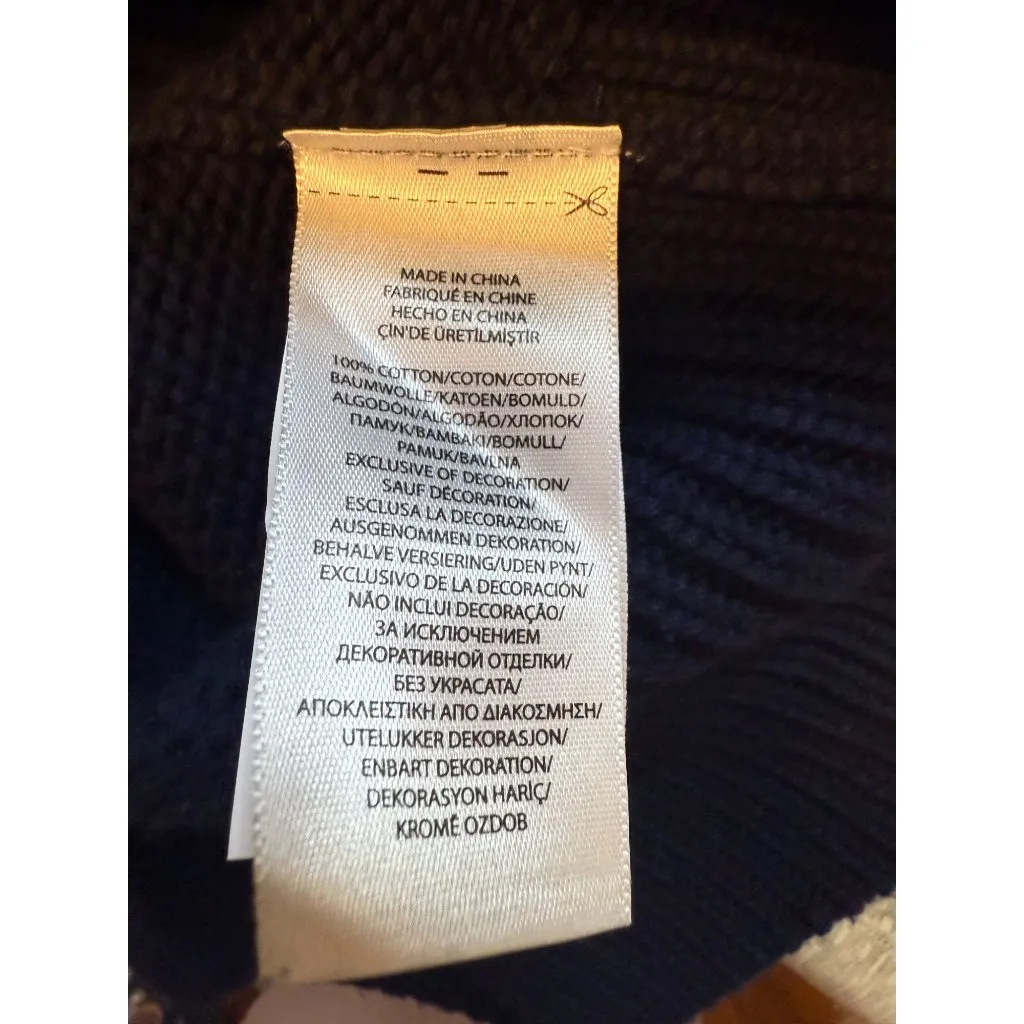 MADE IN CHINA
FABRIQUÉ EN CHINE
HECHO EN CHINA
ÇİN'DE ÜRETİLMİŞTİR
100% COTTON/COTON/COTONE/
BAUMWOLLE/KATOEN/BOMULD/
ALGODÓN/ALGODÃO/ХЛОПОК/
ПАМУК/BAMBAKI/BOMULL/
PAMUK/BAVLNA
EXCLUSIVE OF DECORATION/
SAUF DÉCORATION/
ESCLUSA LA DECORAZIONE/
AUSGENOMMEN DEKORATION/
BEHALVE VERSIERING/UDEN PYNT/
EXCLUSIVO DE LA DECORACIÓN/
NÃO INCLUI DECORAÇÃO/
ЗА ИСКЛЮЧЕНИЕМ
ДЕКОРАТИВНОЙ ОТДЕЛКИ/
БЕЗ УКРАСАТА/
ΑΠΟΚΛΕΙΣΤΙΚΗ ΑΠΟ ΔΙΑΚΟΣΜΗΣΗ/
UTELUKKER DEKORASJON/
ENBART DEKORATION/
DEKORASYON HARİÇ/
KROMĚ OZDOB